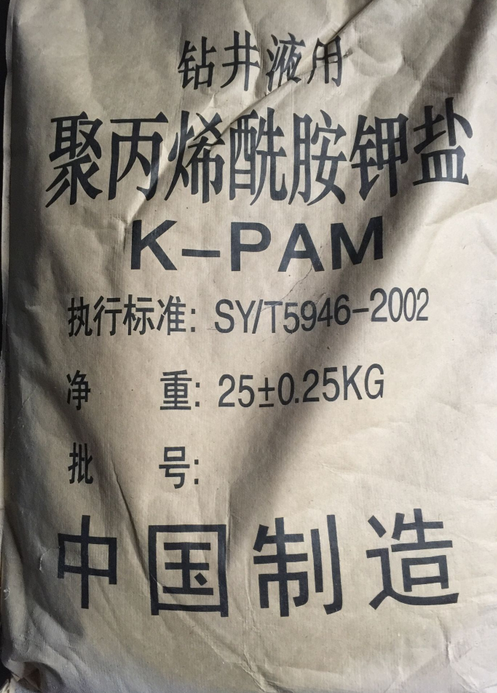 钻井液用
聚丙烯酰胺钾盐
K-PAM
执行标准: SY/T5946-2002
净 重: 25±0.25KG
批 号:
中国制造